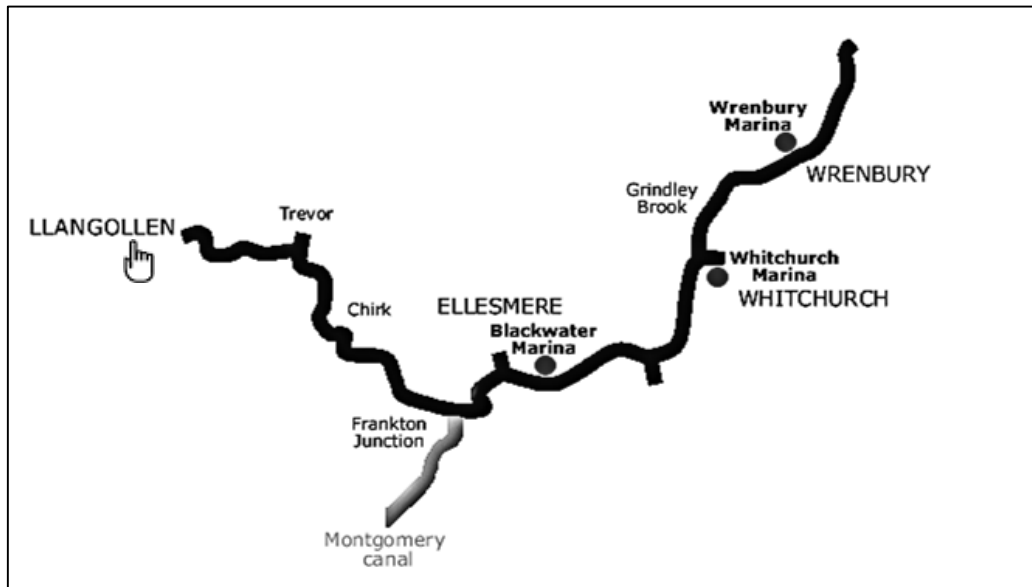 Wrenbury
Marina
WRENBURY
Grindley
Brook
LLANGOLLEN
Trevor
Whitchurch
Marina
WHITCHURCH
Chirk
ELLESMERE
Blackwater
Marina
Frankton
Junction
Montgomery
canal